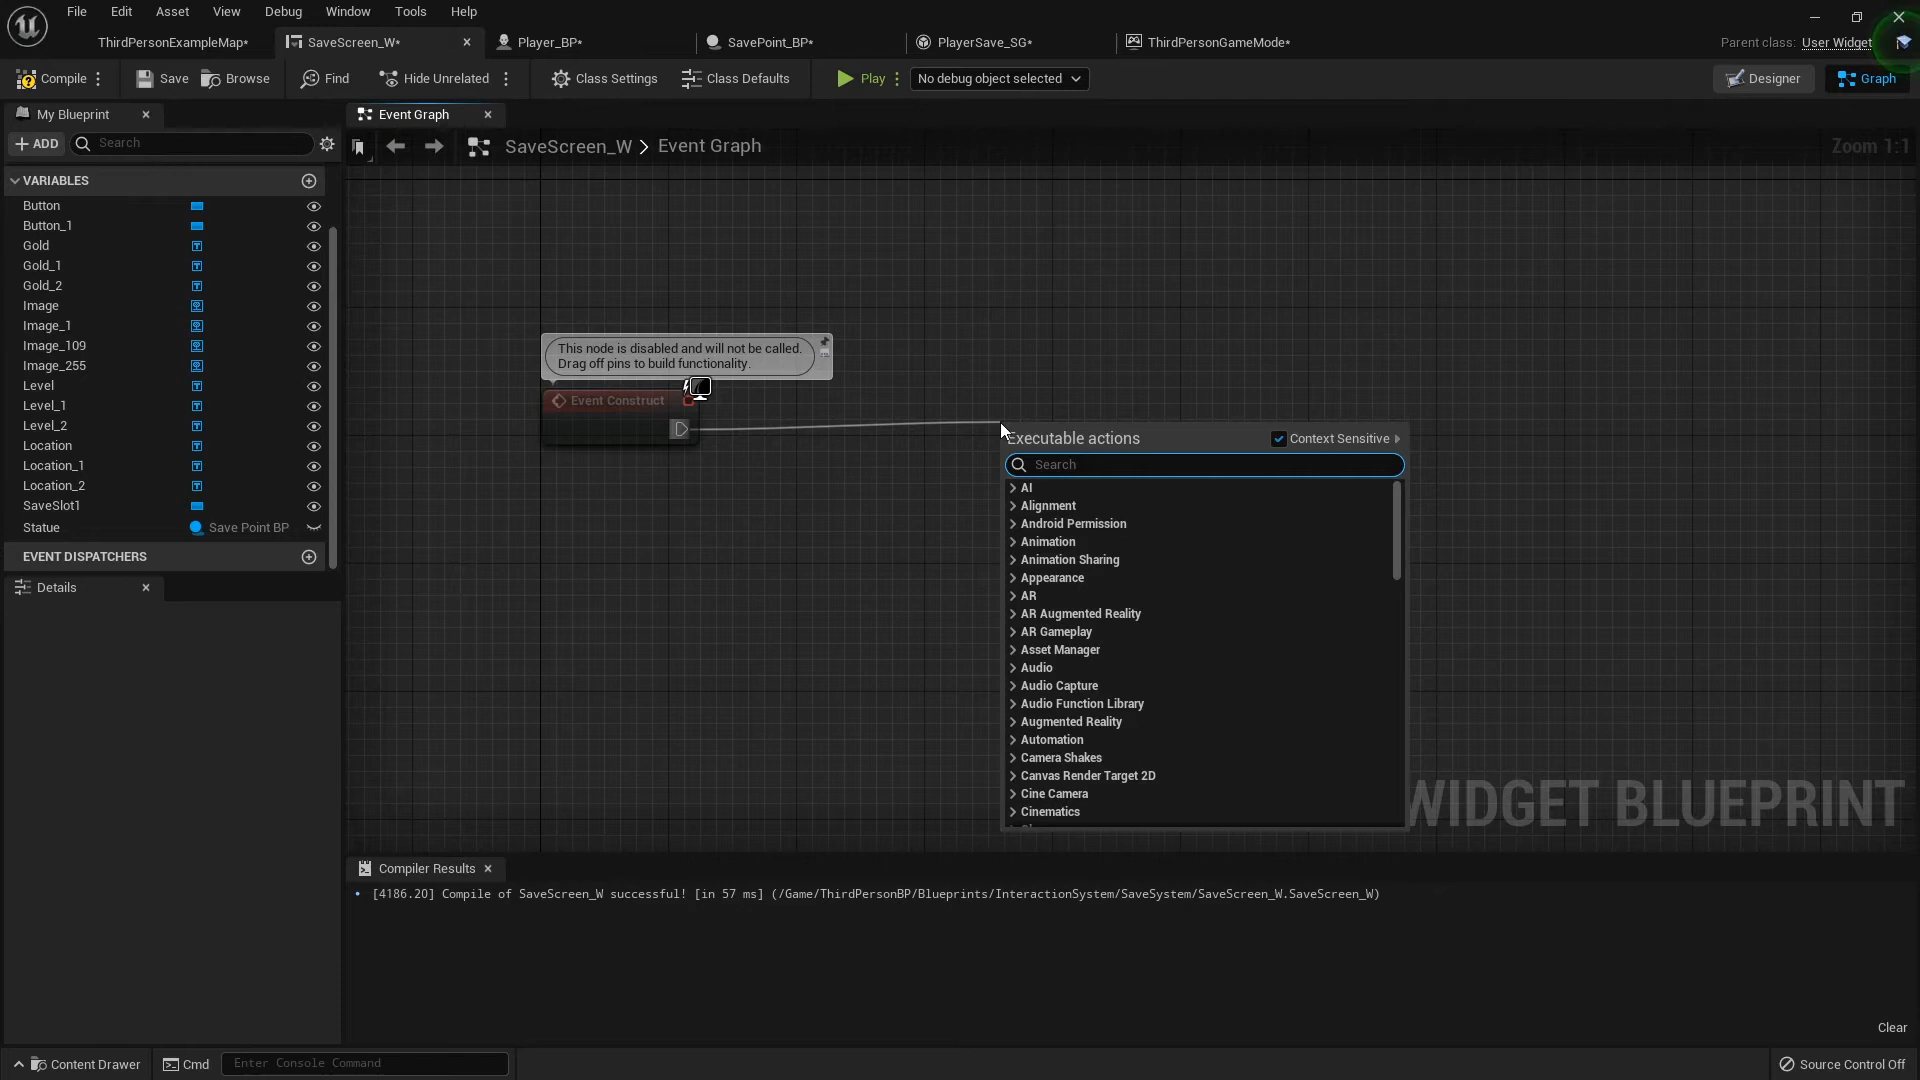 File Edit Asset View Debug Window Tools Help
ThirdPersonExampleMap* SaveScreen_W* Player_BP* SavePoint_BP* PlayerSave_SG* ThirdPersonGameMode* Parent class: User Widget
Compile Save Browse Find Hide Unrelated Class Settings Class Defaults Play No debug object selected Designer Graph
My Blueprint Event Graph
ADD Search SaveScreen_W > Event Graph Zoom 1:1
VARIABLES
Button
Button_1
Gold
Gold_1
Gold_2
Image
Image_1
Image_109
Image_255
Level
Level_1
Level_2
Location
Location_1
Location_2
SaveSlot1
Statue Save Point BP
EVENT DISPATCHERS
Details
This node is disabled and will not be called.
Drag off pins to build functionality.
Event Construct
Executable actions Context Sensitive
Search
AI
Alignment
Android Permission
Animation
Animation Sharing
Appearance
AR
AR Augmented Reality
AR Gameplay
Asset Manager
Audio
Audio Capture
Audio Function Library
Augmented Reality
Automation
Camera Shakes
Canvas Render Target 2D
Cine Camera
Cinematics
WIDGET BLUEPRINT
Compiler Results
[4186.20] Compile of SaveScreen_W successful! [in 57 ms] (/Game/ThirdPersonBP/Blueprints/InteractionSystem/SaveSystem/SaveScreen_W.SaveScreen_W)
Clear
Content Drawer Cmd Enter Console Command Source Control Off